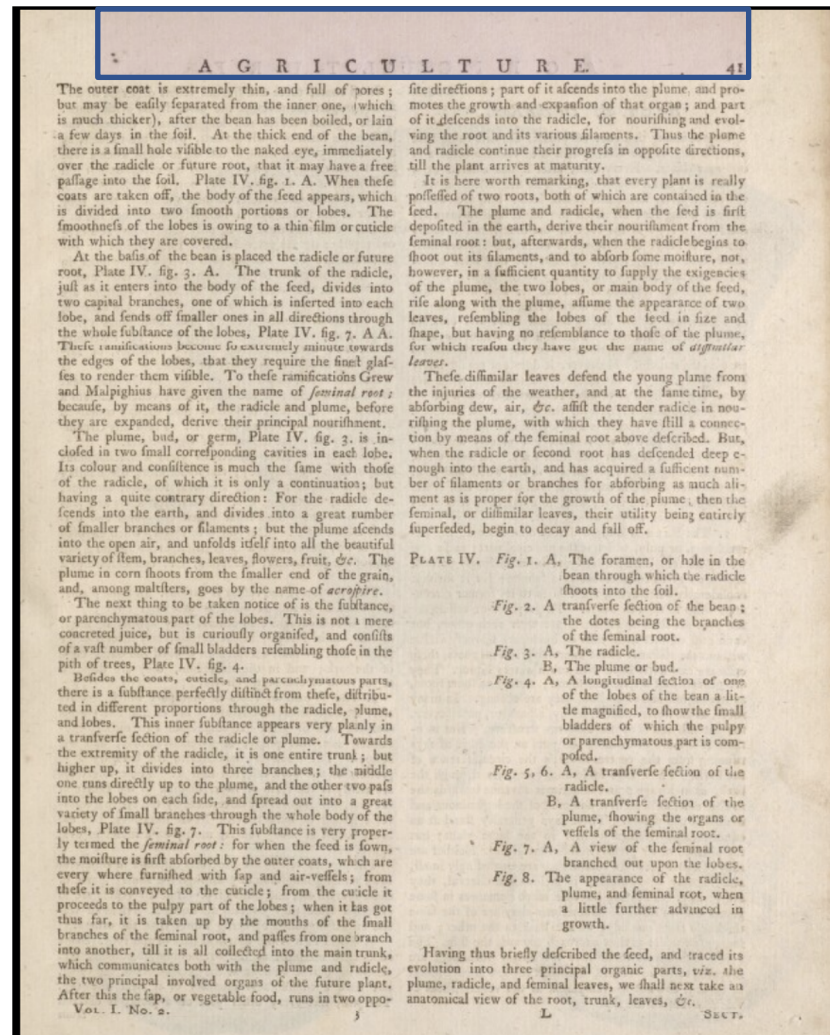 AGRICULTURE. 41
The outer coat is extremely thin, and full of pores;
but may be eaſily ſeparated from the inner one, (which
is much thicker), after the bean has been boiled, or lain
a few days in the ſoil. At the thick end of the bean,
there is a ſmall hole viſible to the naked eye, immediately
over the radicle or future root, that it may have a free
paſſage into the ſoil. Plate IV. fig. 1. A. When theſe
coats are taken off, the body of the ſeed appears, which
is divided into two ſmooth portions or lobes. The
ſmoothneſs of the lobes is owing to a thin film or cuticle
with which they are covered.
At the baſis of the bean is placed the radicle or future
root, Plate IV. fig. 3. A. The trunk of the radicle,
juſt as it enters into the body of the ſeed, divides into
two capital branches, one of which is inſerted into each
lobe, and ſends off ſmaller ones in all directions through
the whole ſubſtance of the lobes, Plate IV. fig. 7. A A.
Theſe ramifications become ſo extremely minute towards
the edges of the lobes, that they require the fineſt glaſ-
ſes to render them viſible. To theſe ramifications Grew
and Malpighius have given the name of ſeminal root;
becauſe, by means of it, the radicle and plume, before
they are expanded, derive their principal nouriſhment.
The plume, bud, or germ, Plate IV. fig. 3. is in-
cloſed in two ſmall correſponding cavities in each lobe.
Its colour and conſiſtence is much the ſame with thoſe
of the radicle, of which it is only a continuation; but
having a quite contrary direction: For the radicle de-
ſcends into the earth, and divides into a great number
of ſmaller branches or filaments; but the plume aſcends
into the open air, and unfolds itſelf into all the beautiful
variety of ſtem, branches, leaves, flowers, fruit, &c. The
plume in corn ſhoots from the ſmaller end of the grain,
and, among maltſters, goes by the name of acroſpire.
The next thing to be taken notice of is the ſubſtance,
or parenchymatous part of the lobes. This is not a mere
concreted juice, but is curiouſly organiſed, and conſiſts
of a vaſt number of ſmall bladders reſembling thoſe in the
pith of trees, Plate IV. fig. 4.
Beſides the coats, cuticle, and parenchymatous parts,
there is a ſubſtance perfectly diſtinct from theſe, diſtribu-
ted in different proportions through the radicle, plume,
and lobes. This inner ſubſtance appears very plainly in
a tranſverſe ſection of the radicle or plume. Towards
the extremity of the radicle, it is one entire trunk; but
higher up, it divides into three branches; the middle
one runs directly up to the plume, and the other two paſs
into the lobes on each ſide, and ſpread out into a great
variety of ſmall branches through the whole body of the
lobes, Plate IV. fig. 7. This ſubſtance is very proper-
ly termed the ſeminal root: for when the ſeed is ſown,
the moiſture is firſt abſorbed by the outer coats, which are
every where furniſhed with ſap and air-veſſels; from
theſe it is conveyed to the cuticle; from the cuticle it
proceeds to the pulpy part of the lobes; when it has got
thus far, it is taken up by the mouths of the ſmall
branches of the ſeminal root, and paſſes from one branch
into another, till it is all collected into the main trunk,
which communicates both with the plume and radicle,
the two principal involved organs of the future plant.
After this the ſap, or vegetable food, runs in two oppo-
Vol. I. No. 2. 3
ſite directions; part of it aſcends into the plume, and pro-
motes the growth and expanſion of that organ; and part
of it deſcends into the radicle, for nouriſhing and evol-
ving the root and its various filaments. Thus the plume
and radicle continue their progreſs in oppoſite directions,
till the plant arrives at maturity.
It is here worth remarking, that every plant is really
poſſeſſed of two roots, both of which are contained in the
ſeed. The plume and radicle, when the ſeed is firſt
depoſited in the earth, derive their nouriſhment from the
ſeminal root: but, afterwards, when the radicle begins to
ſhoot out its filaments, and to abſorb ſome moiſture, not,
however, in a ſufficient quantity to ſupply the exigencies
of the plume, the two lobes, or main body of the ſeed,
riſe along with the plume, aſſume the appearance of two
leaves, reſembling the lobes of the ſeed in ſize and
ſhape, but having no reſemblance to thoſe of the plume,
for which reaſon they have got the name of diſſimilar
leaves.
Theſe diſſimilar leaves defend the young plume from
the injuries of the weather, and at the ſame time, by
abſorbing dew, air, &c. aſſiſt the tender radicle in nou-
riſhing the plume, with which they have ſtill a connec-
tion by means of the ſeminal root above deſcribed. But,
when the radicle or ſecond root has deſcended deep e-
nough into the earth, and has acquired a ſufficient num-
ber of filaments or branches for abſorbing as much ali-
ment as is proper for the growth of the plume; then the
ſeminal, or diſſimilar leaves, their utility being entirely
ſuperſeded, begin to decay and fall off.
PLATE IV. Fig. 1. A, The foramen, or hole in the
bean through which the radicle
ſhoots into the ſoil.
Fig. 2. A tranſverſe ſection of the bean;
the dotes being the branches
of the ſeminal root.
Fig. 3. A, The radicle.
B, The plume or bud.
Fig. 4. A, A longitudinal ſection of one
of the lobes of the bean a lit-
tle magnified, to ſhow the ſmall
bladders of which the pulpy
or parenchymatous part is com-
poſed.
Fig. 5, 6. A, A tranſverſe ſection of the
radicle.
B, A tranſverſe ſection of the
plume, ſhowing the organs or
veſſels of the ſeminal root.
Fig. 7. A, A view of the ſeminal root
branched out upon the lobes.
Fig. 8. The appearance of the radicle,
plume, and ſeminal root, when
a little further advanced in
growth.
Having thus briefly deſcribed the ſeed, and traced its
evolution into three principal organic parts, viz. the
plume, radicle, and ſeminal leaves, we ſhall next take an
anatomical view of the root, trunk, leaves, &c.
L SECT.